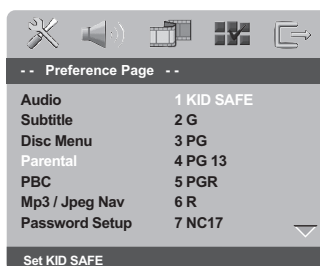 - - Preference Page - -
Audio 1 KID SAFE
Subtitle 2 G
Disc Menu 3 PG
Parental 4 PG 13
PBC 5 PGR
Mp3 / Jpeg Nav 6 R
Password Setup 7 NC17
Set KID SAFE